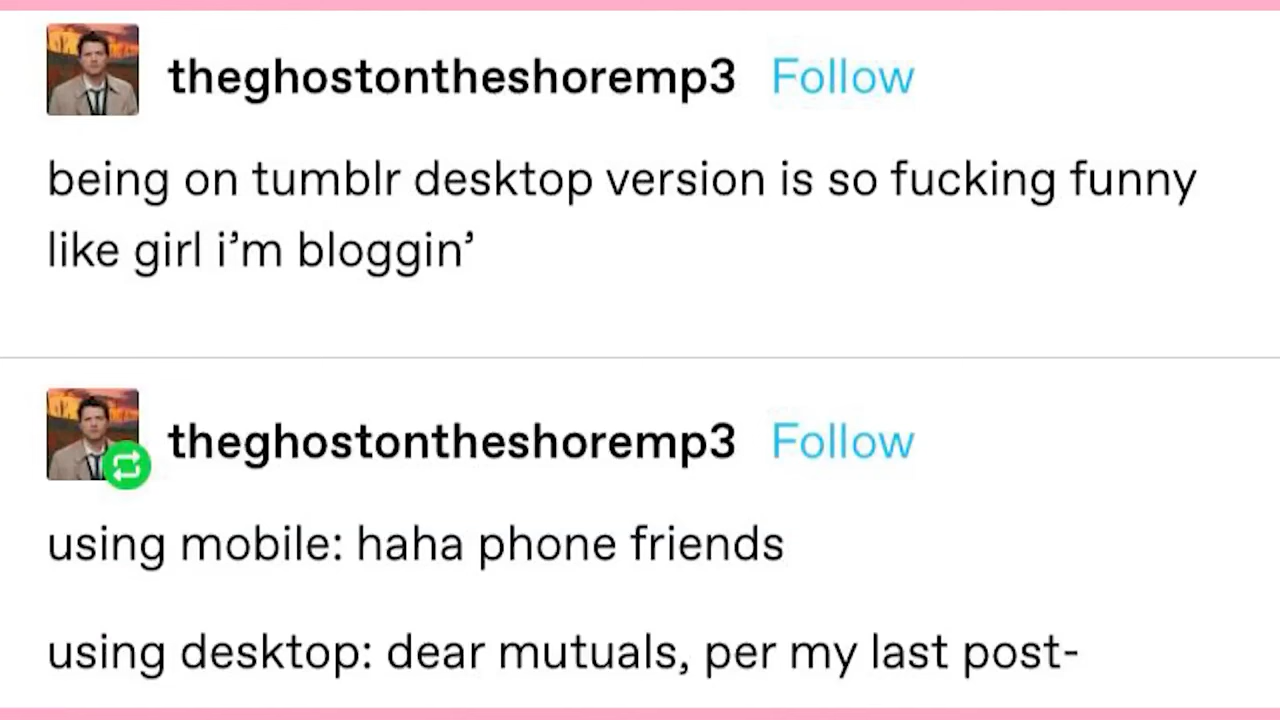 theghostontheshoremp3 Follow
being on tumblr desktop version is so fucking funny
like girl i’m bloggin’
theghostontheshoremp3 Follow
using mobile: haha phone friends
using desktop: dear mutuals, per my last post-